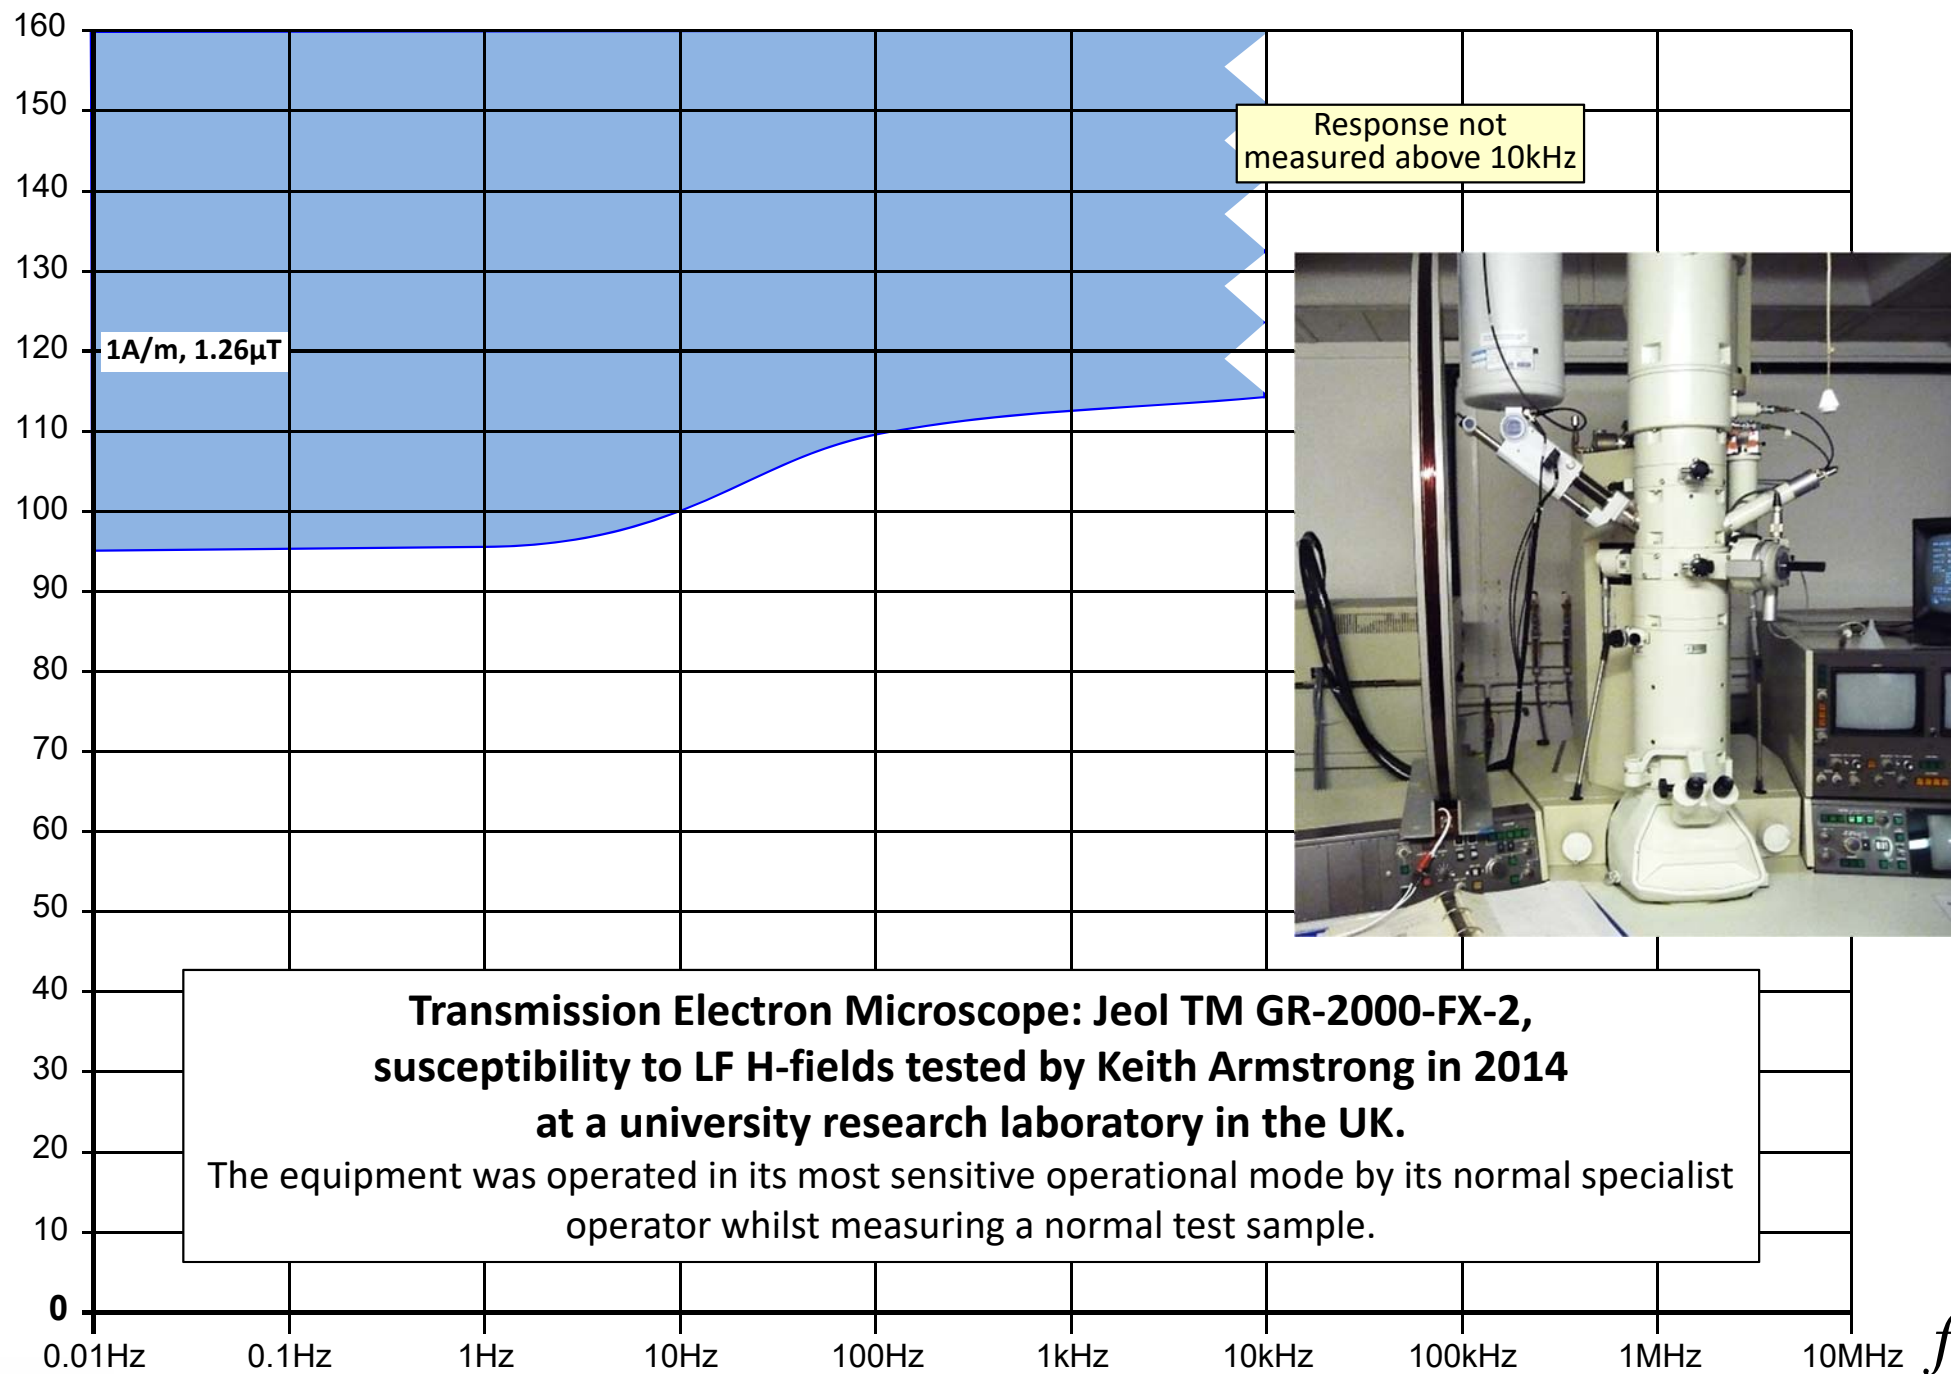 160
150
140
130
120
110
100
90
80
70
60
50
40
30
20
10
0
1A/m, 1.26µT
Response not
measured above 10kHz
Transmission Electron Microscope: Jeol TM GR-2000-FX-2,
susceptibility to LF H-fields tested by Keith Armstrong in 2014
at a university research laboratory in the UK.
The equipment was operated in its most sensitive operational mode by its normal specialist
operator whilst measuring a normal test sample.
0.01Hz 0.1Hz 1Hz 10Hz 100Hz 1kHz 10kHz 100kHz 1MHz 10MHz f